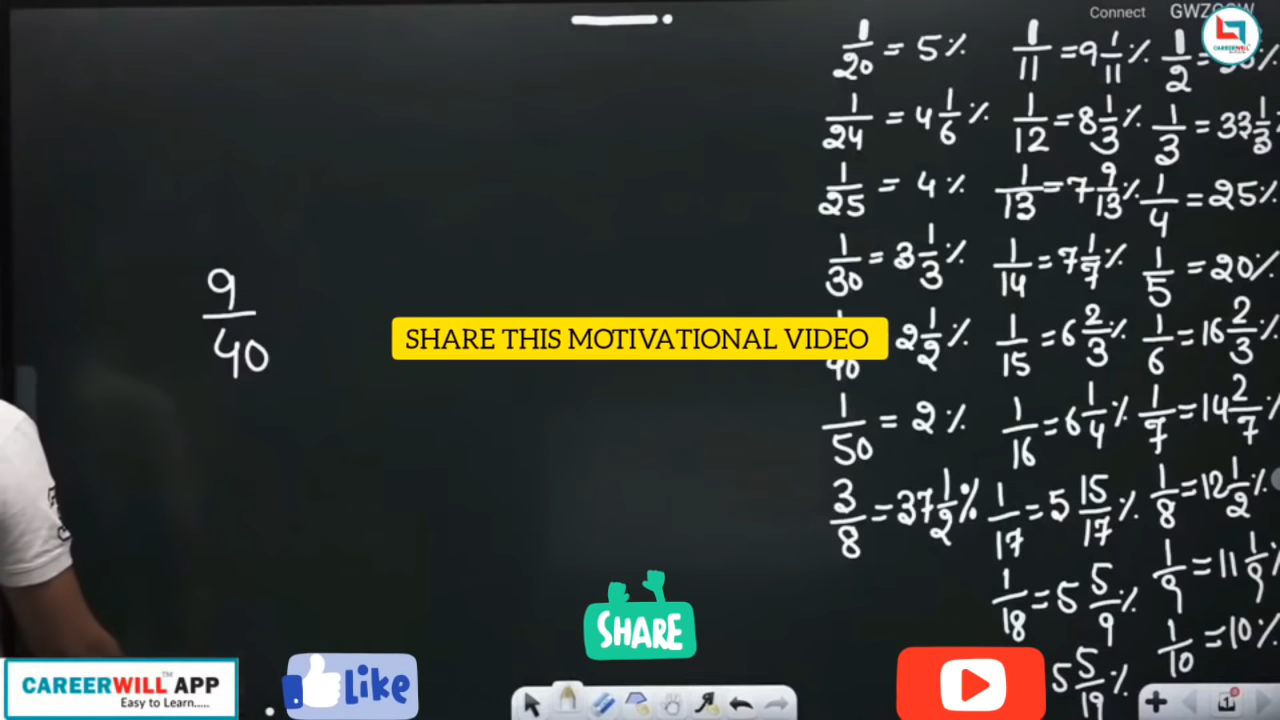 Connect
CAREERWILL
1/20 = 5%
1/24 = 4 1/6 %
1/25 = 4%
1/30 = 3 1/3 %
40 2 1/2 %
1/50 = 2%
3/8 = 37 1/2 %
1/11 = 9 1/11 %
1/12 = 8 1/3 %
1/13 = 7 9/13 %
1/14 = 7 1/7 %
1/15 = 6 2/3 %
1/16 = 6 1/4 %
1/17 = 5 15/17 %
1/18 = 5 5/9 %
5 5/19 %
1/2 = %
1/3 = 33 1/3
1/4 = 25%
1/5 = 20%
1/6 = 16 2/3 %
1/7 = 14 2/7 %
1/8 = 12 1/2 %
1/9 = 11 1/9 %
1/10 = 10%
9/40
SHARE THIS MOTIVATIONAL VIDEO
SHARE
CAREERWILL APP
TM
Easy to Learn.....
Like
1